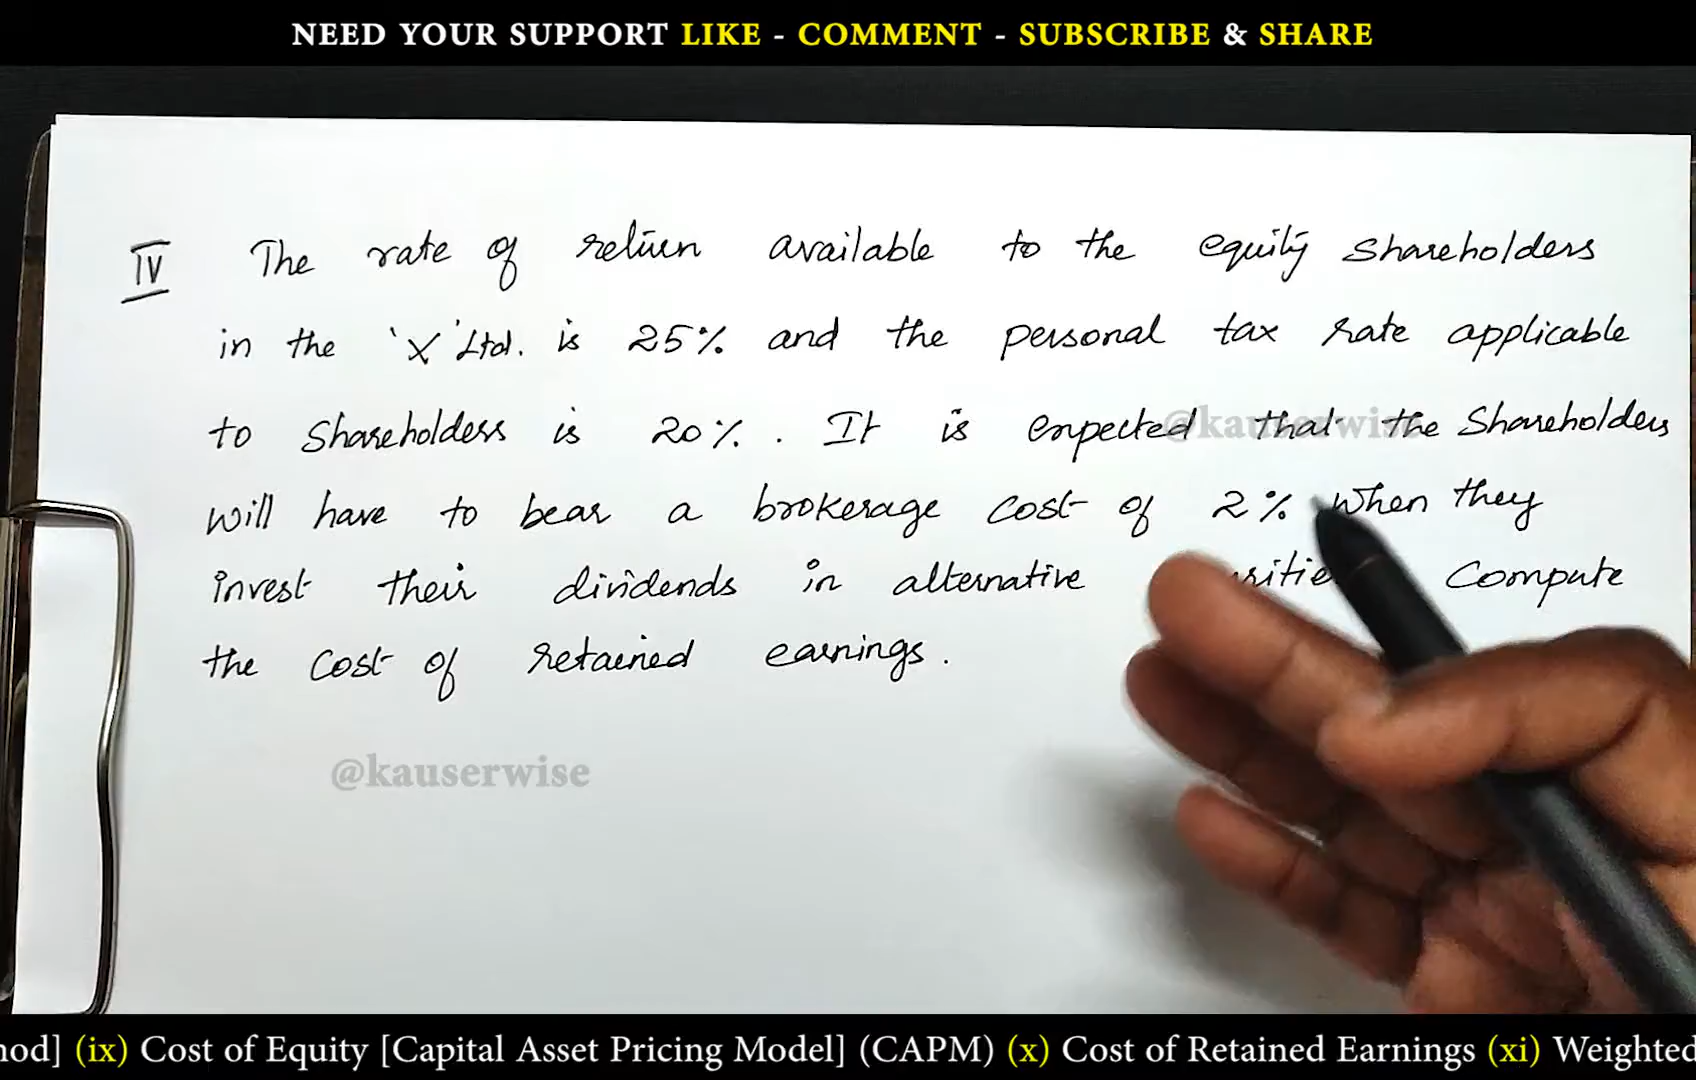 NEED YOUR SUPPORT LIKE - COMMENT - SUBSCRIBE & SHARE
IV The rate of return available to the equity shareholders
in the 'X' Ltd. is 25% and the personal tax rate applicable
to shareholders is 20%. It is expected that the Shareholders
@kauserwise
will have to bear a brokerage cost of 2% when they
invest their dividends in alternative Compute
the cost of retained earnings.
@kauserwise
(ix) Cost of Equity [Capital Asset Pricing Model] (CAPM) (x) Cost of Retained Earnings (xi) Weighted